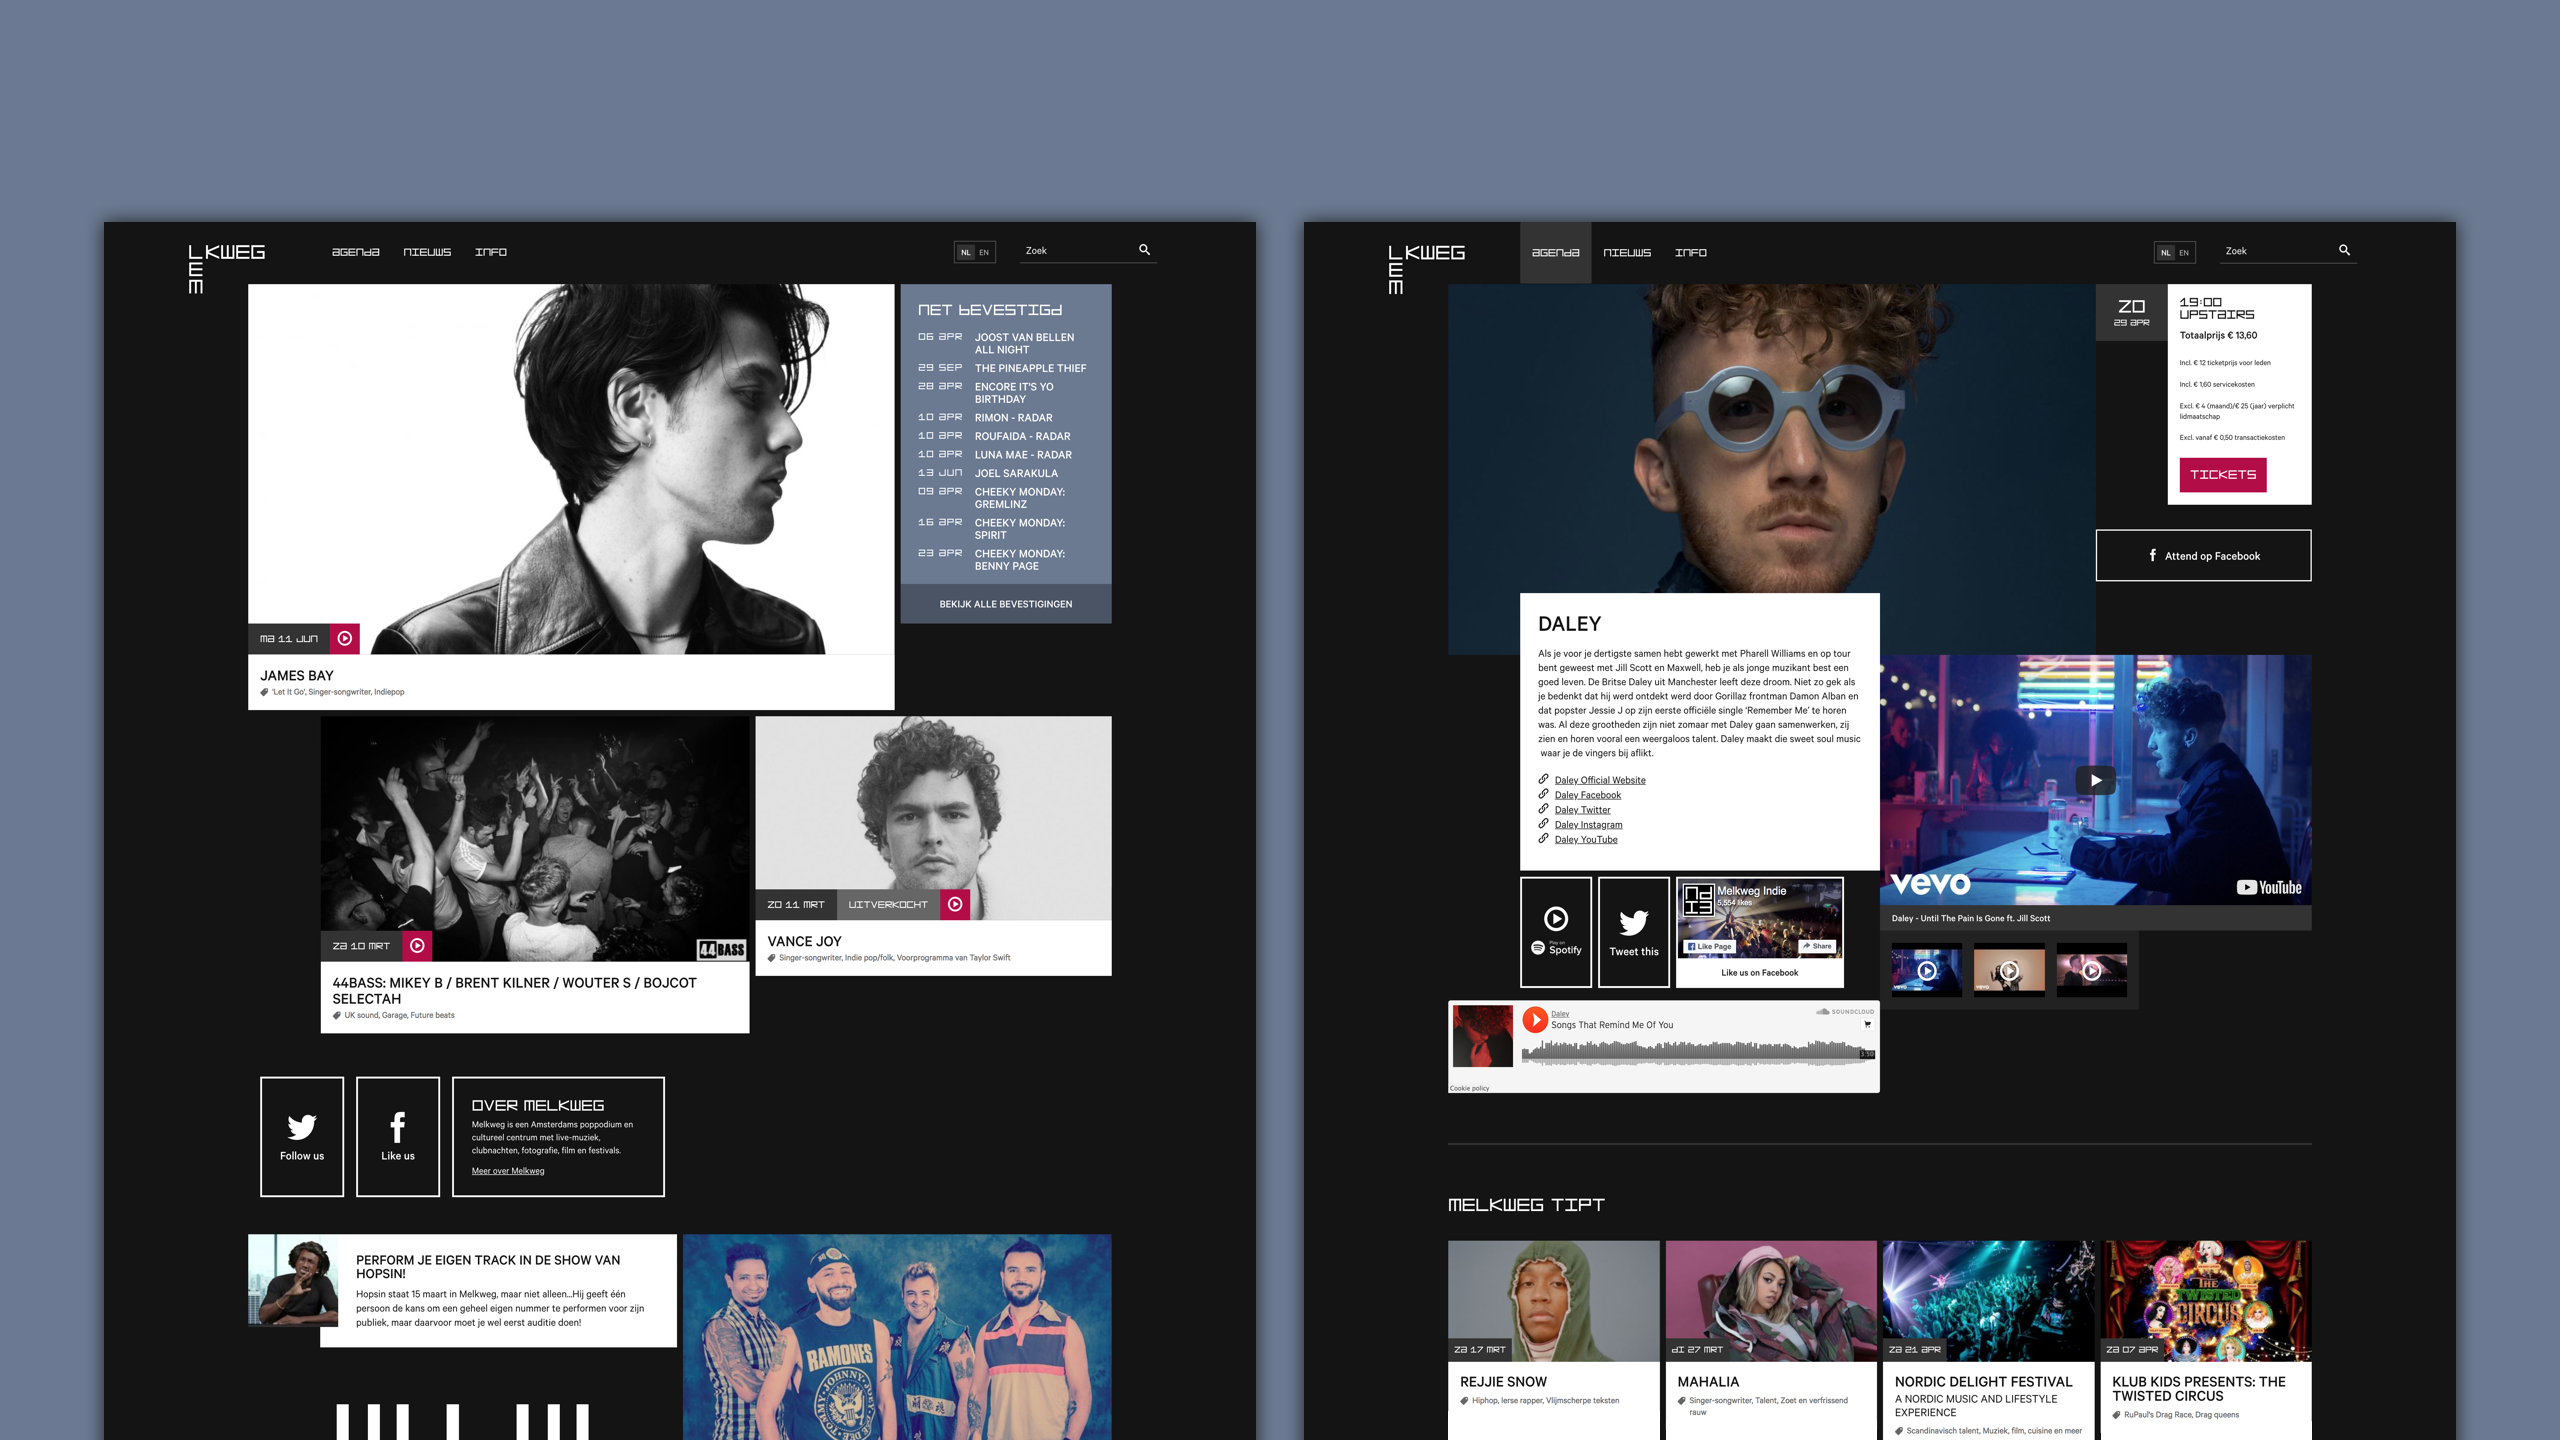 LKWEG
E
M
agenda
nieuws
info
NL EN
Zoek
net bevestigd
06 apr JOOST VAN BELLEN
ALL NIGHT
29 sep THE PINEAPPLE THIEF
28 apr ENCORE IT'S YO
BIRTHDAY
10 apr RIMON - RADAR
10 apr ROUFAIDA - RADAR
10 apr LUNA MAE - RADAR
13 jun JOEL SARAKULA
09 apr CHEEKY MONDAY:
GREMLINZ
16 apr CHEEKY MONDAY:
SPIRIT
23 apr CHEEKY MONDAY:
BENNY PAGE
BEKIJK ALLE BEVESTIGINGEN
ma 11 jun
JAMES BAY
'Let It Go', Singer-songwriter, Indiepop
za 10 mrt
44BASS
44BASS: MIKEY B / BRENT KILNER / WOUTER S / BOJCOT
SELECTAH
UK sound, Garage, Future beats
zo 11 mrt
uitverkocht
VANCE JOY
Singer-songwriter, Indie pop/folk, Voorprogramma van Taylor Swift
Follow us
Like us
over melkweg
Melkweg is een Amsterdams poppodium en
cultureel centrum met live-muziek,
clubnachten, fotografie, film en festivals.
Meer over Melkweg
PERFORM JE EIGEN TRACK IN DE SHOW VAN
HOPSIN!
Hopsin staat 15 maart in Melkweg, maar niet alleen...Hij geeft één
persoon de kans om een geheel eigen nummer te performen voor zijn
publiek, maar daarvoor moet je wel eerst auditie doen!
RAMONES
JOHNNY
TOMMY
DEE DEE
LKWEG
E
M
agenda
nieuws
info
NL EN
Zoek
zo
29 apr
19:00
upstairs
Totaalprijs € 13,60
Incl. € 12 ticketprijs voor leden
Incl. € 1,60 servicekosten
Excl. € 4 (maand)/€ 25 (jaar) verplicht
lidmaatschap
Excl. vanaf € 0,50 transactiekosten
tickets
Attend op Facebook
DALEY
Als je voor je dertigste samen hebt gewerkt met Pharell Williams en op tour
bent geweest met Jill Scott en Maxwell, heb je als jonge muzikant best een
goed leven. De Britse Daley uit Manchester leeft deze droom. Niet zo gek als
je bedenkt dat hij werd ontdekt werd door Gorillaz frontman Damon Alban en
dat popster Jessie J op zijn eerste officiële single 'Remember Me' te horen
was. Al deze grootheden zijn niet zomaar met Daley gaan samenwerken, zij
zien en horen vooral een weergaloos talent. Daley maakt die sweet soul music
waar je de vingers bij aflikt.
Daley Official Website
Daley Facebook
Daley Twitter
Daley Instagram
Daley YouTube
vevo
YouTube
Daley - Until The Pain Is Gone ft. Jill Scott
vevo
vevo
Play on
Spotify
Tweet this
Melkweg Indie
5,554 likes
Like Page
Share
Like us on Facebook
Daley
Songs That Remind Me Of You
SOUNDCLOUD
3:50
Cookie policy
melkweg tipt
za 17 mrt
REJJIE SNOW
Hiphop, Ierse rapper, Vlijmscherpe teksten
di 27 mrt
MAHALIA
Singer-songwriter, Talent, Zoet en verfrissend
rauw
za 21 apr
NORDIC DELIGHT FESTIVAL
A NORDIC MUSIC AND LIFESTYLE
EXPERIENCE
Scandinavisch talent, Muziek, film, cuisine en meer
THE
TWISTED
CIRCUS
za 07 apr
KLUB KIDS PRESENTS: THE
TWISTED CIRCUS
RuPaul's Drag Race, Drag queens